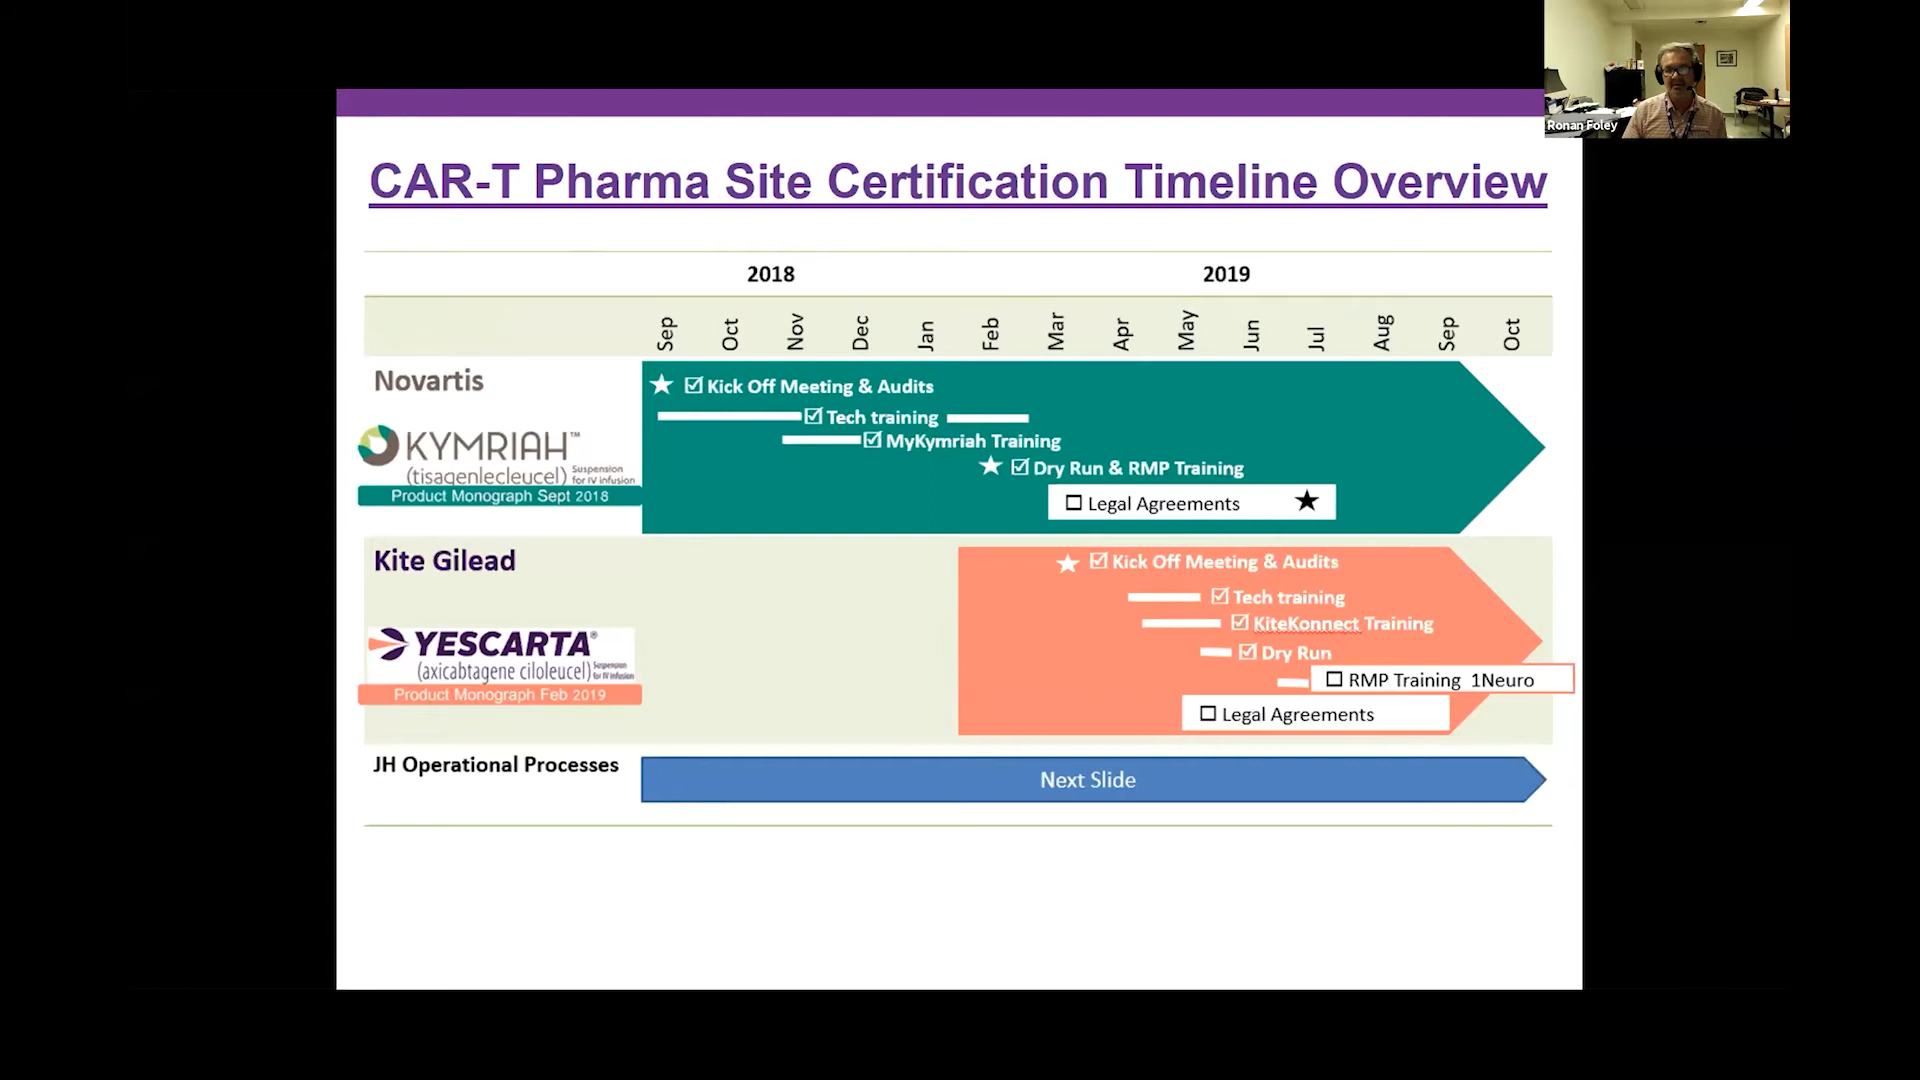 Ronan Foley
CAR-T Pharma Site Certification Timeline Overview
2018 2019
Sep Oct Nov Dec Jan Feb Mar Apr May Jun Jul Aug Sep Oct
Novartis
KYMRIAH™
(tisagenlecleucel) Suspension for IV infusion
Product Monograph Sept 2018
★ ☑ Kick Off Meeting & Audits
☑ Tech training
☑ MyKymriah Training
★ ☑ Dry Run & RMP Training
☐ Legal Agreements ★
Kite Gilead
YESCARTA®
(axicabtagene ciloleucel) Suspension for IV infusion
Product Monograph Feb 2019
★ ☑ Kick Off Meeting & Audits
☑ Tech training
☑ KiteKonnect Training
☑ Dry Run
☐ RMP Training 1Neuro
☐ Legal Agreements
JH Operational Processes
Next Slide